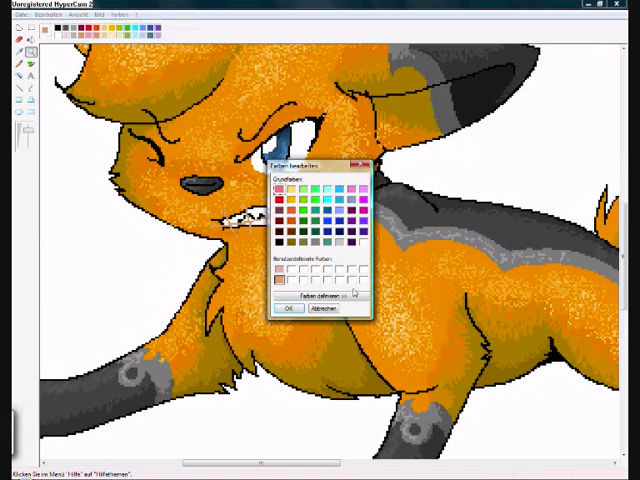 Unregistered HyperCam 2
Datei Bearbeiten Ansicht Bild Farben ?
Farben bearbeiten
Grundfarben:
Benutzerdefinierte Farben
Farben definieren >>
OK Abbrechen
Klicken Sie im Menü "Hilfe" auf "Hilfethemen".